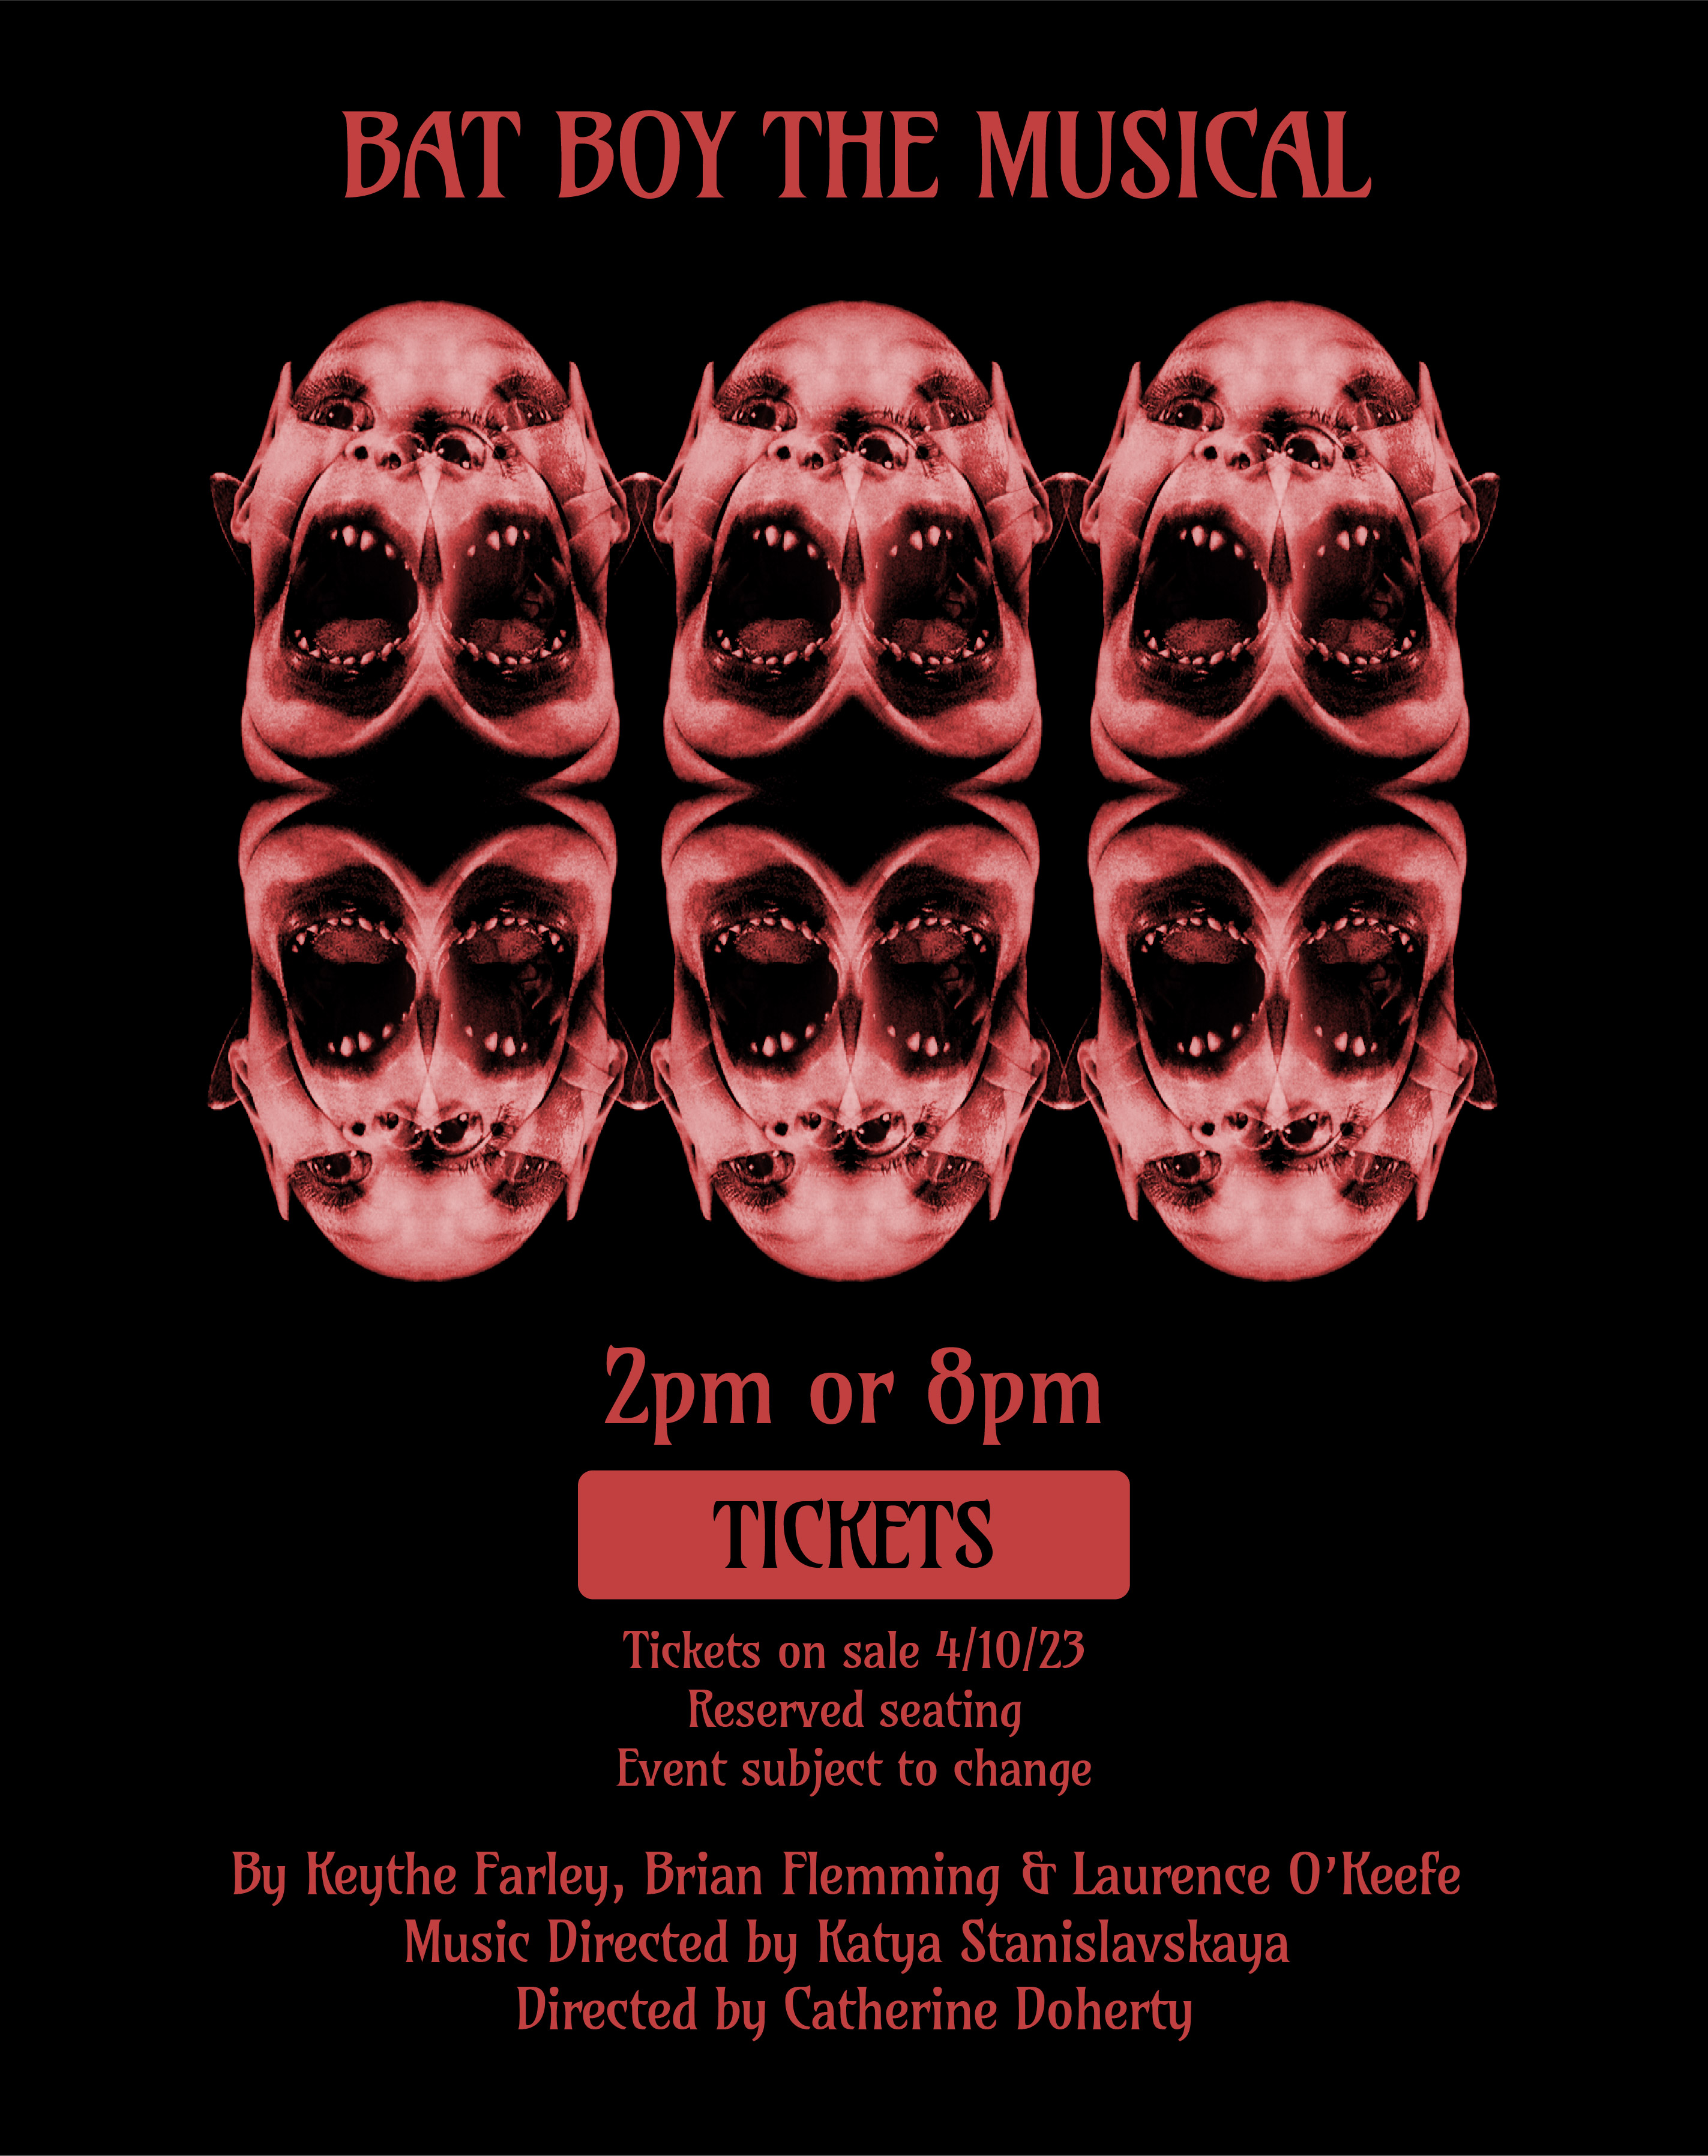 BAT BOY THE MUSICAL
2pm or 8pm
TICKETS
Tickets on sale 4/10/23
Reserved seating
Event subject to change
By Keythe Farley, Brian Flemming & Laurence O'Keefe
Music Directed by Katya Stanislavskaya
Directed by Catherine Doherty